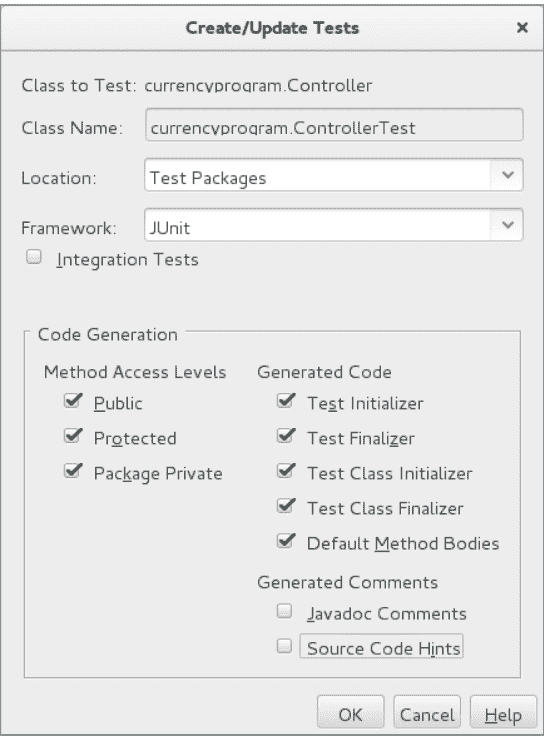 Create/Update Tests
Class to Test: currencyprogram.Controller
Class Name: currencyprogram.ControllerTest
Location: Test Packages
Framework: JUnit
Integration Tests
Code Generation
Method Access Levels
Public
Protected
Package Private
Generated Code
Test Initializer
Test Finalizer
Test Class Initializer
Test Class Finalizer
Default Method Bodies
Generated Comments
Javadoc Comments
Source Code Hints
OK Cancel Help